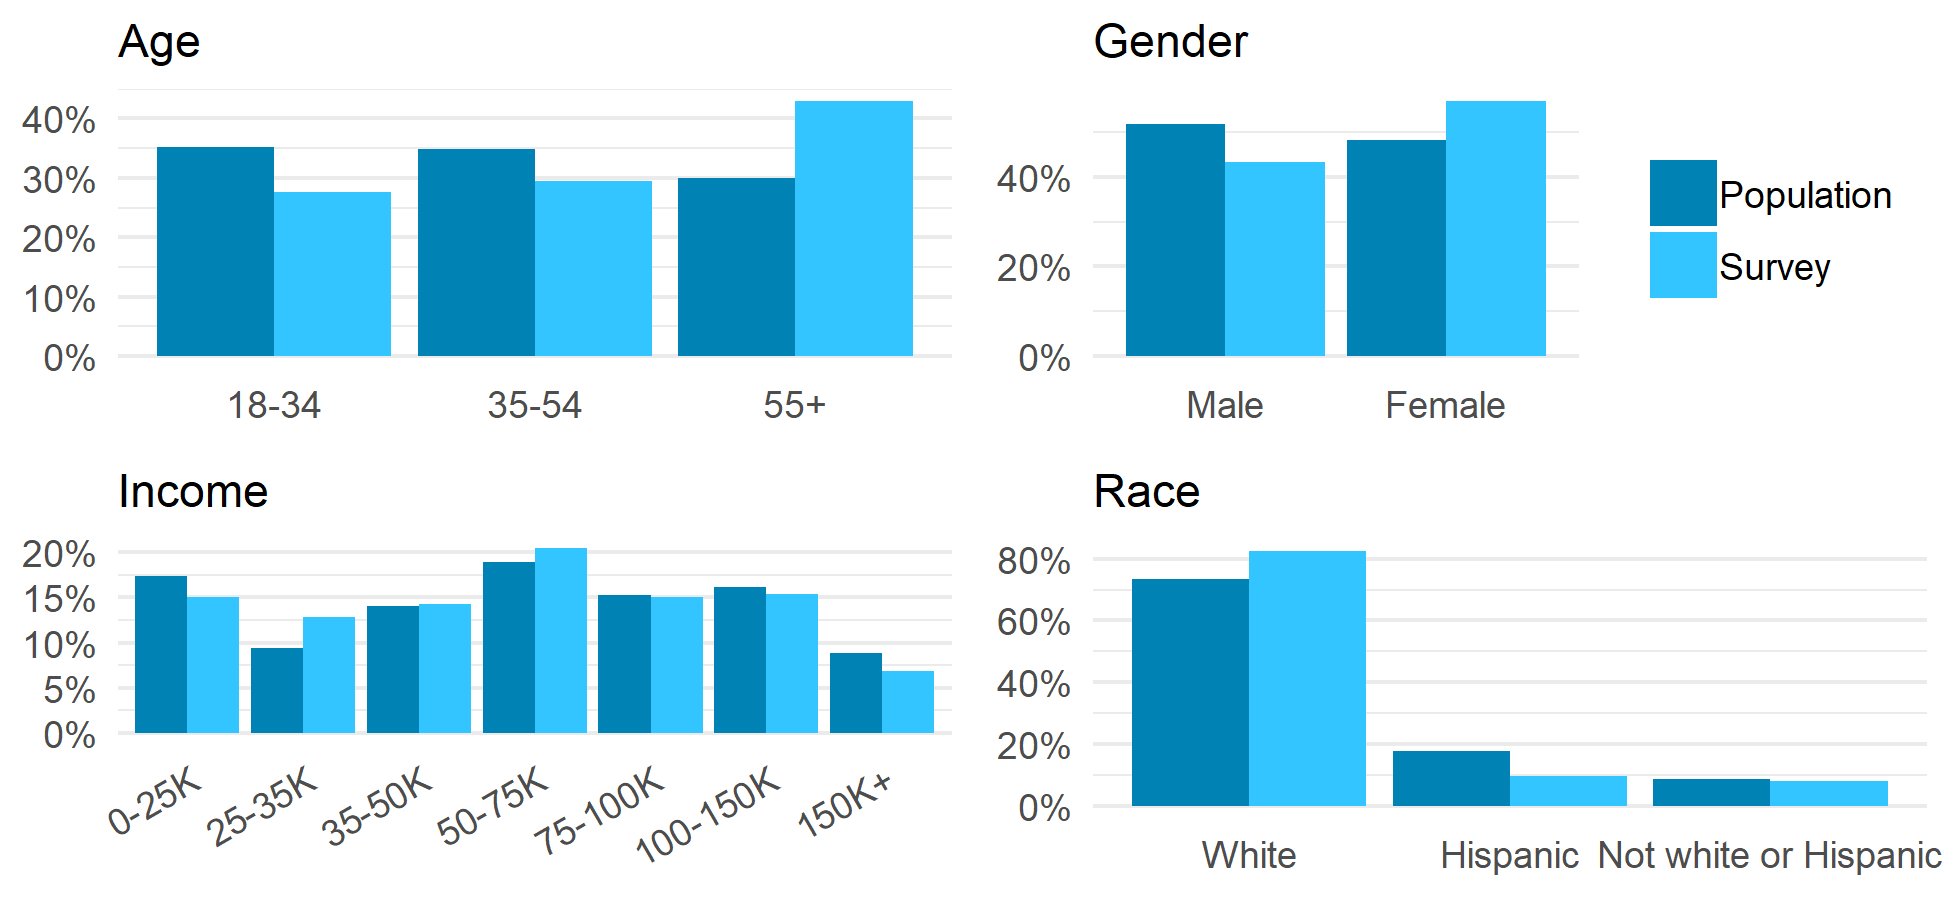 Age
40%
30%
20%
10%
0%
18-34 35-54 55+
Gender
40%
20%
0%
Male Female
Population
Survey
Income
20%
15%
10%
5%
0%
0-25K 25-35K 35-50K 50-75K 75-100K 100-150K 150K+
Race
80%
60%
40%
20%
0%
White Hispanic Not white or Hispanic